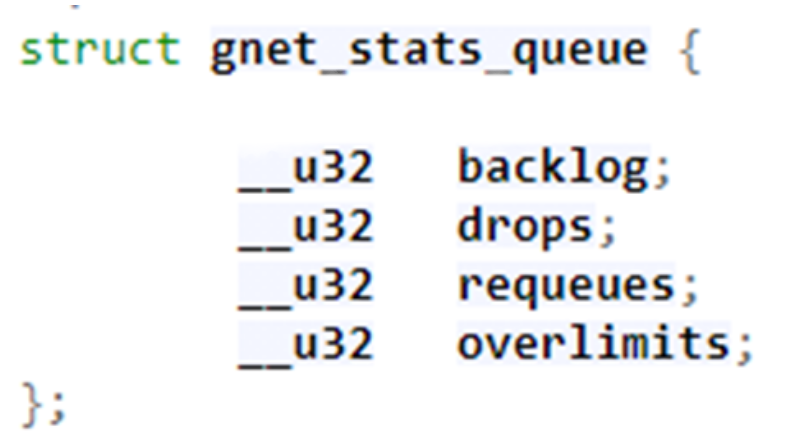 struct gnet_stats_queue {
__u32 backlog;
__u32 drops;
__u32 requeues;
__u32 overlimits;
};